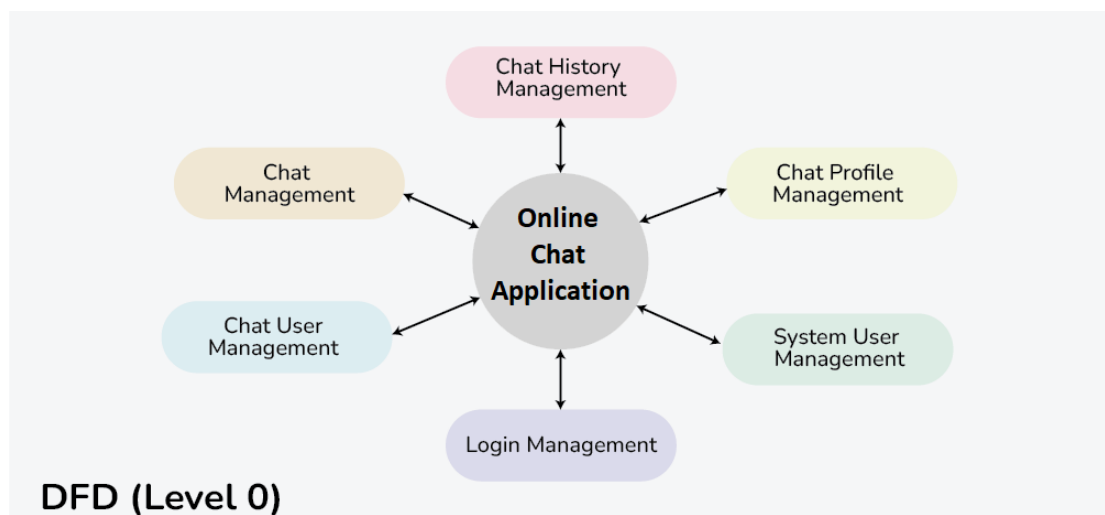 Chat History
Management
Chat
Management
Chat Profile
Management
Online
Chat
Application
Chat User
Management
System User
Management
Login Management
DFD (Level 0)